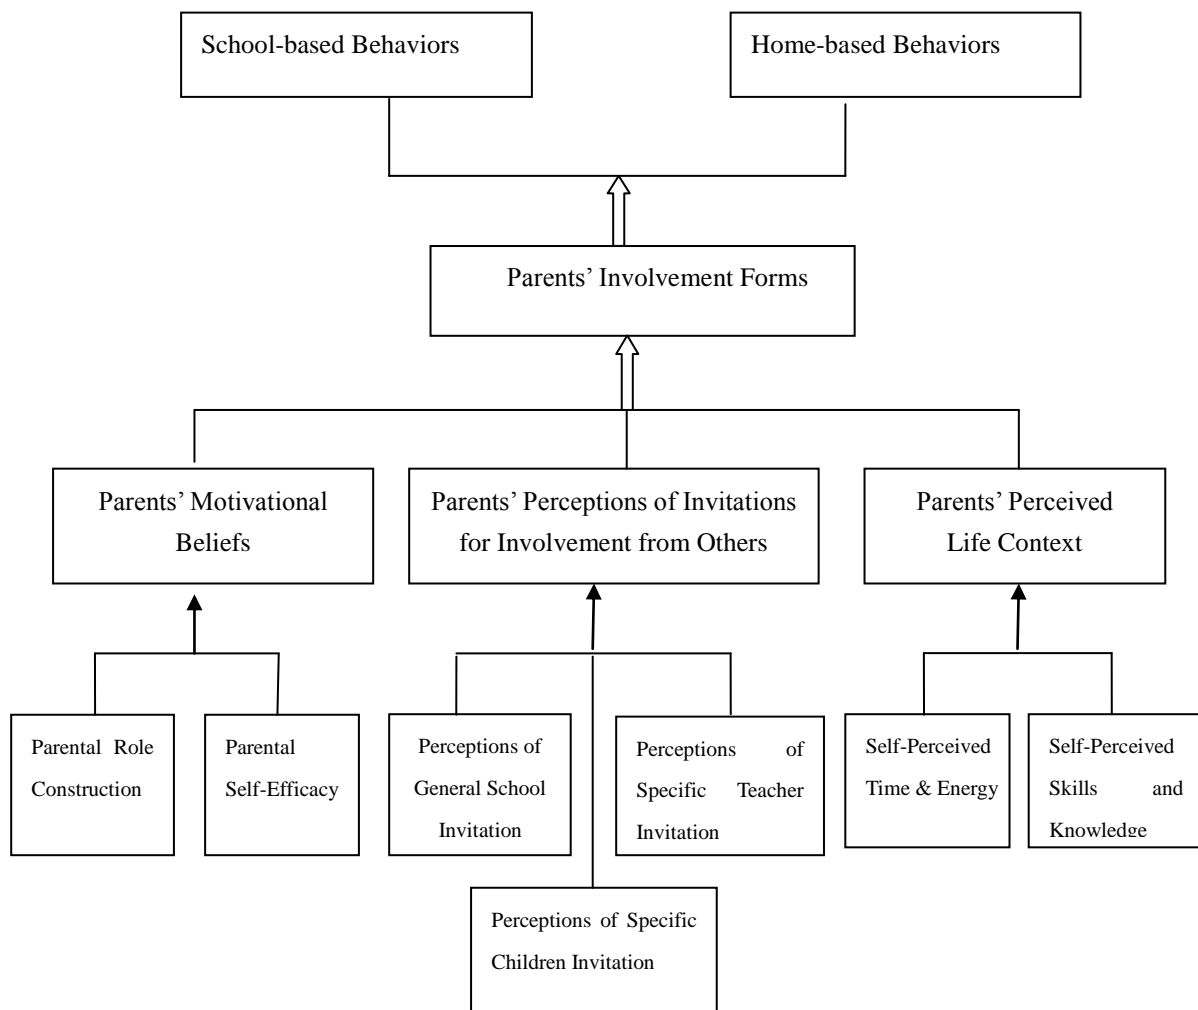 School-based Behaviors
Home-based Behaviors
Parents’ Involvement Forms
Parents’ Motivational
Beliefs
Parents’ Perceptions of Invitations
for Involvement from Others
Parents’ Perceived
Life Context
Parental Role
Construction
Parental
Self-Efficacy
Perceptions of
General School
Invitation
Perceptions of
Specific Teacher
Invitation
Self-Perceived
Time & Energy
Self-Perceived
Skills and
Knowledge
Perceptions of Specific
Children Invitation